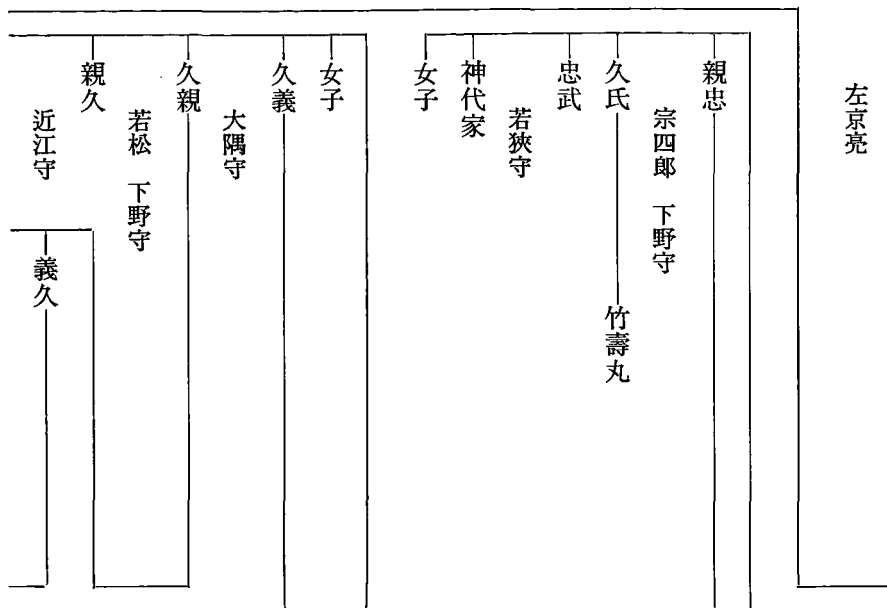 左京亮
親忠
宗四郎 下野守
久氏
竹壽丸
忠武
若狹守
神代家
女子
女子
久義
大隅守
久親
若松 下野守
親久
近江守
義久